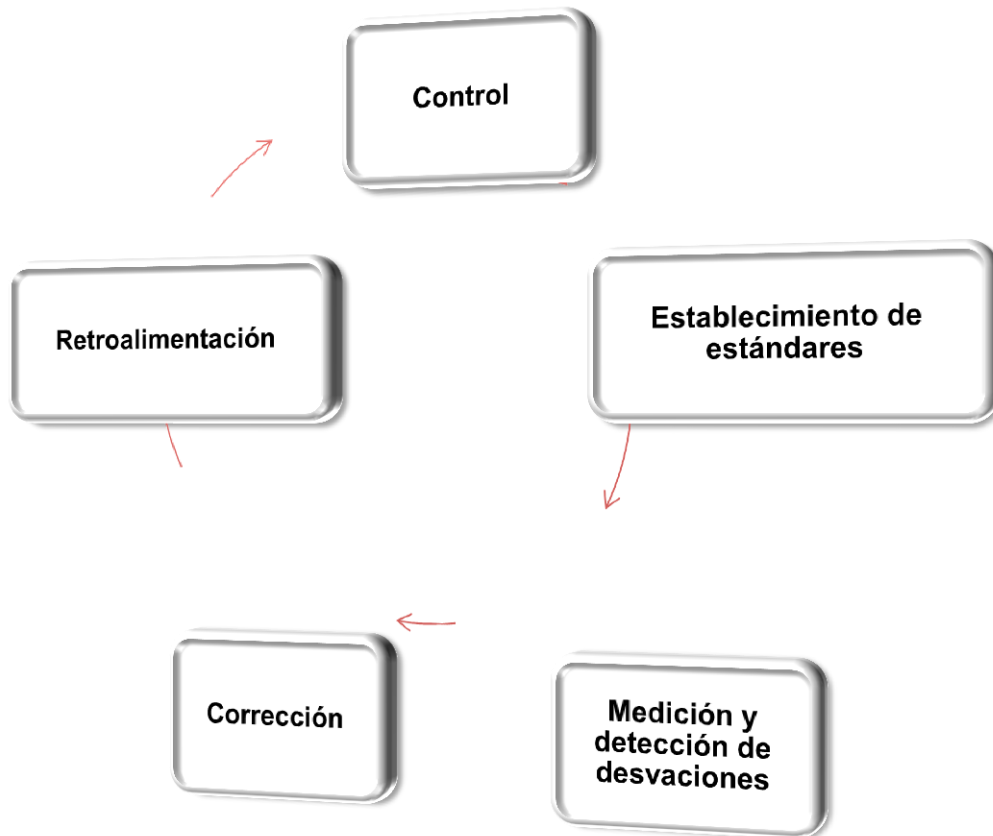 Control
Establecimiento de
estándares
Medición y
detección de
desvaciones
Corrección
Retroalimentación